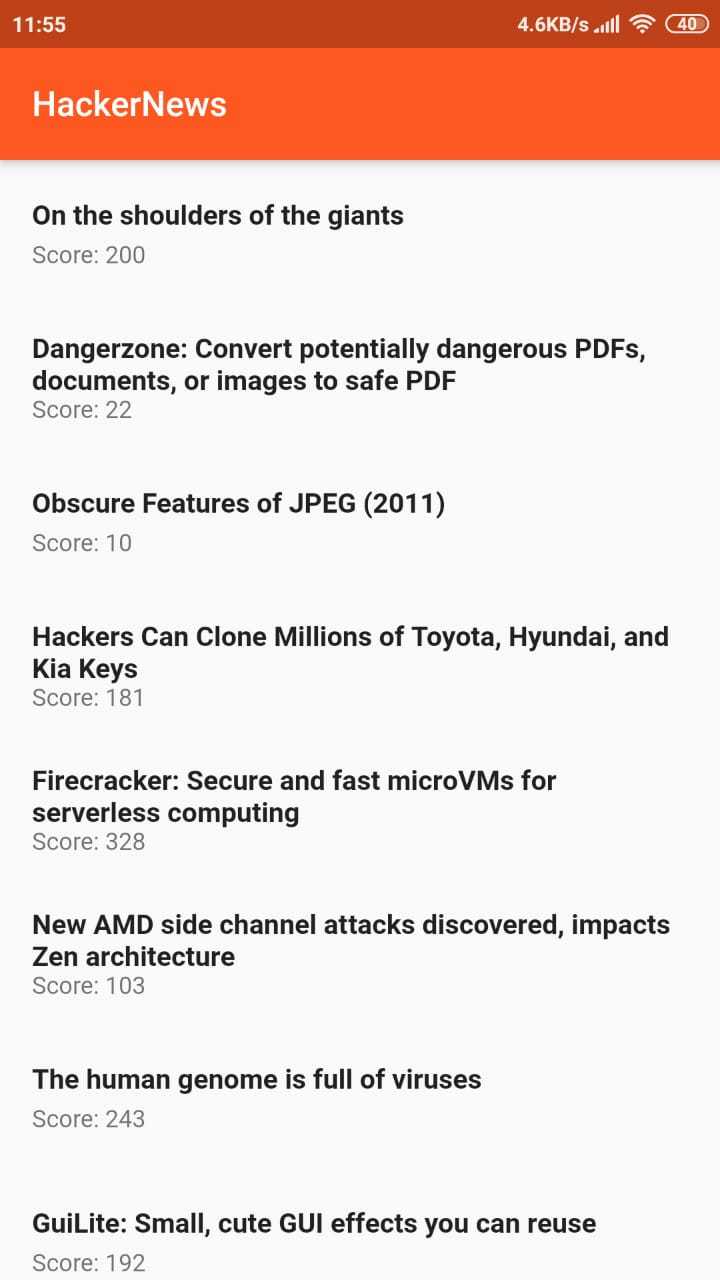 11:55 4.6KB/s 40
HackerNews
On the shoulders of the giants
Score: 200
Dangerzone: Convert potentially dangerous PDFs,
documents, or images to safe PDF
Score: 22
Obscure Features of JPEG (2011)
Score: 10
Hackers Can Clone Millions of Toyota, Hyundai, and
Kia Keys
Score: 181
Firecracker: Secure and fast microVMs for
serverless computing
Score: 328
New AMD side channel attacks discovered, impacts
Zen architecture
Score: 103
The human genome is full of viruses
Score: 243
GuiLite: Small, cute GUI effects you can reuse
Score: 192